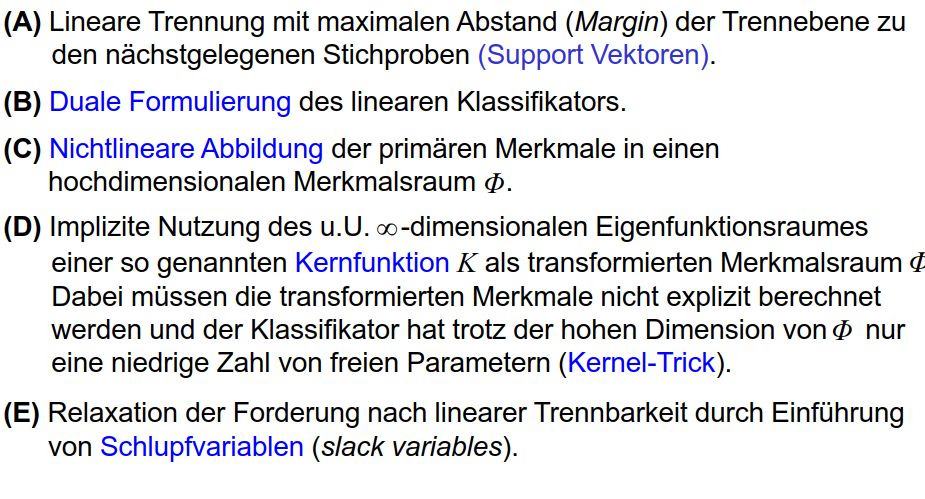 (A) Lineare Trennung mit maximalen Abstand (Margin) der Trennebene zu
den nächstgelegenen Stichproben (Support Vektoren).
(B) Duale Formulierung des linearen Klassifikators.
(C) Nichtlineare Abbildung der primären Merkmale in einen
hochdimensionalen Merkmalsraum Φ.
(D) Implizite Nutzung des u.U. ∞-dimensionalen Eigenfunktionsraumes
einer so genannten Kernfunktion K als transformierten Merkmalsraum Φ
Dabei müssen die transformierten Merkmale nicht explizit berechnet
werden und der Klassifikator hat trotz der hohen Dimension von Φ nur
eine niedrige Zahl von freien Parametern (Kernel-Trick).
(E) Relaxation der Forderung nach linearer Trennbarkeit durch Einführung
von Schlupfvariablen (slack variables).